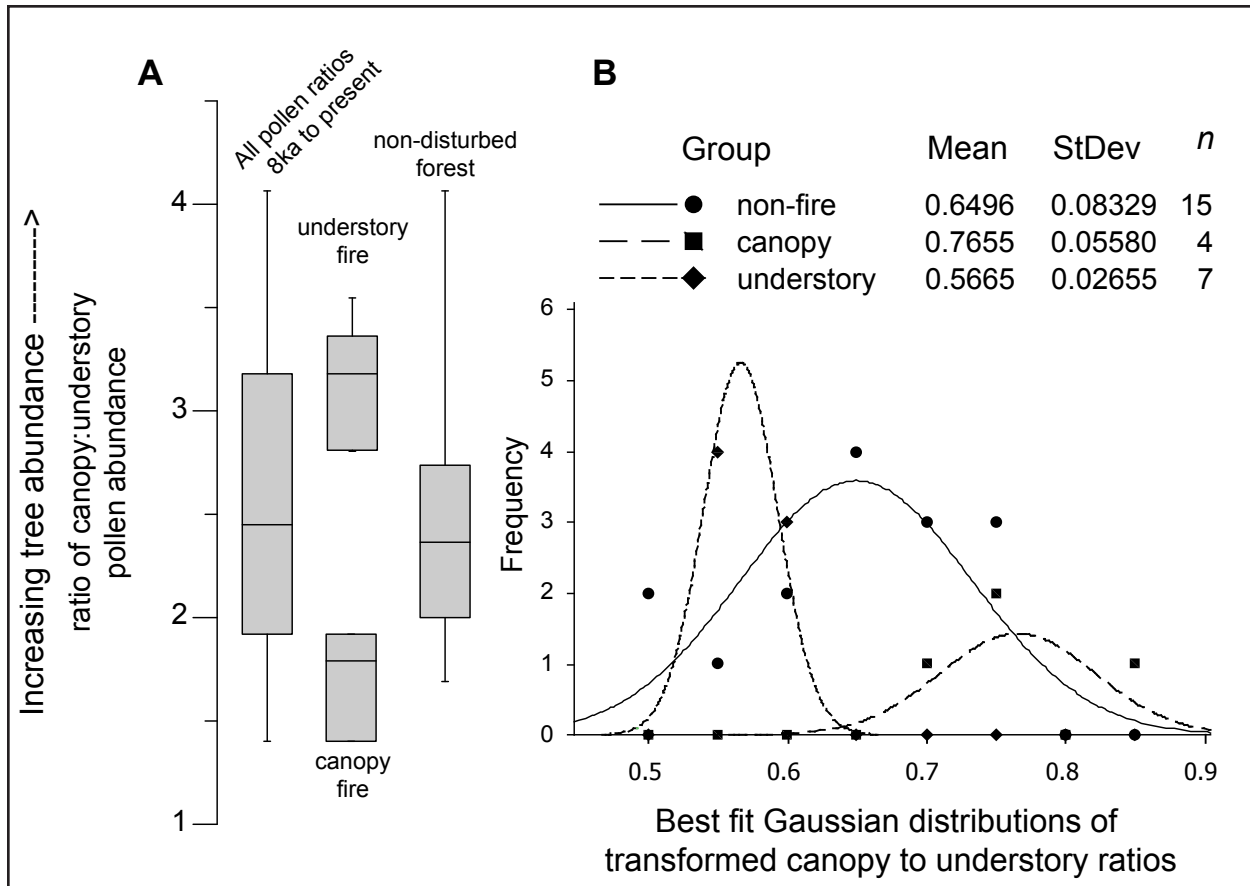 A
All pollen ratios
8ka to present
understory
fire
non-disturbed
forest
canopy
fire
Increasing tree abundance --------->
ratio of canopy:understory
pollen abundance
4
3
2
1
B
Group Mean StDev n
non-fire 0.6496 0.08329 15
canopy 0.7655 0.05580 4
understory 0.5665 0.02655 7
Frequency
6
5
4
3
2
1
0
0.5 0.6 0.7 0.8 0.9
Best fit Gaussian distributions of
transformed canopy to understory ratios